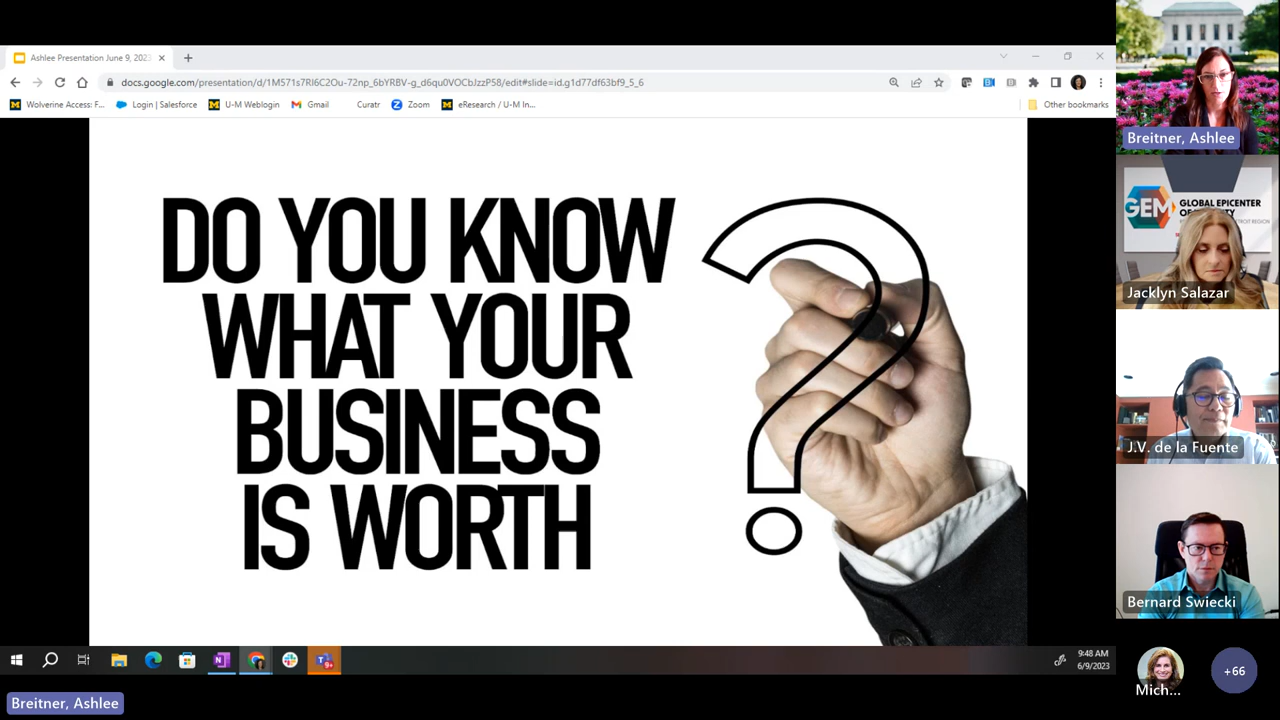 Ashlee Presentation June 9, 2023
docs.google.com/presentation/d/1M571s7Rl6C2Ou-72np_6bYRBV-g_d6qu0VOCbJzzP58/edit#slide=id.g1d77df63bf9_5_6
Wolverine Access: F... Login | Salesforce U-M Weblogin Gmail Curatr Zoom eResearch / U-M In... Other bookmarks
DO YOU KNOW
WHAT YOUR
BUSINESS
IS WORTH
?
Breitner, Ashlee
GEM GLOBAL EPICENTER
Jacklyn Salazar
J.V. de la Fuente
Bernard Swiecki
Mich...
+66
9:48 AM
6/9/2023
Breitner, Ashlee